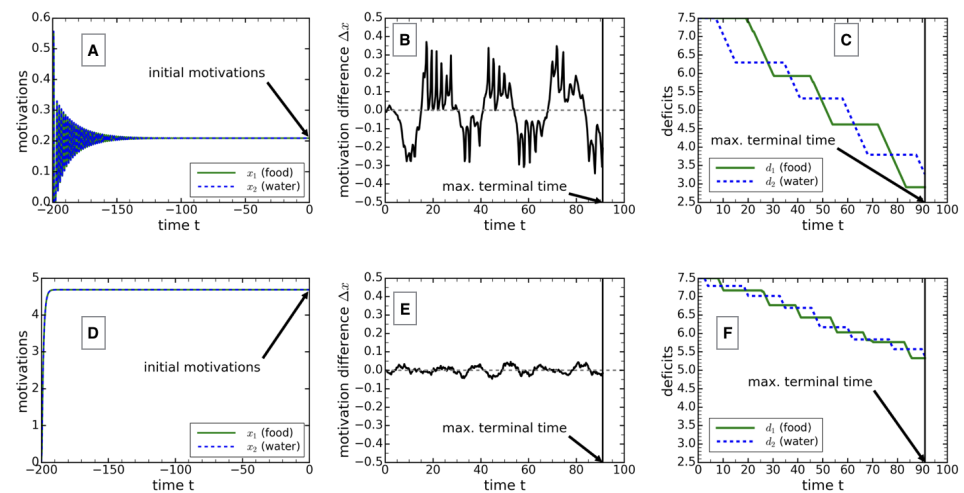 A
initial motivations
motivations
0.6
0.5
0.4
0.3
0.2
0.1
0.0
x₁ (food)
x₂ (water)
−200 −150 −100 −50 0
time t
B
max. terminal time
motivation difference Δx
0.5
0.4
0.3
0.2
0.1
0.0
−0.1
−0.2
−0.3
−0.4
−0.5
0 20 40 60 80 100
time t
C
max. terminal time
deficits
7.5
7.0
6.5
6.0
5.5
5.0
4.5
4.0
3.5
3.0
2.5
d₁ (food)
d₂ (water)
0 10 20 30 40 50 60 70 80 90 100
time t
D
initial motivations
motivations
5
4
3
2
1
0
x₁ (food)
x₂ (water)
−200 −150 −100 −50 0
time t
E
max. terminal time
motivation difference Δx
0.5
0.4
0.3
0.2
0.1
0.0
−0.1
−0.2
−0.3
−0.4
−0.5
0 20 40 60 80 100
time t
F
max. terminal time
deficits
7.5
7.0
6.5
6.0
5.5
5.0
4.5
4.0
3.5
3.0
2.5
d₁ (food)
d₂ (water)
0 10 20 30 40 50 60 70 80 90 100
time t